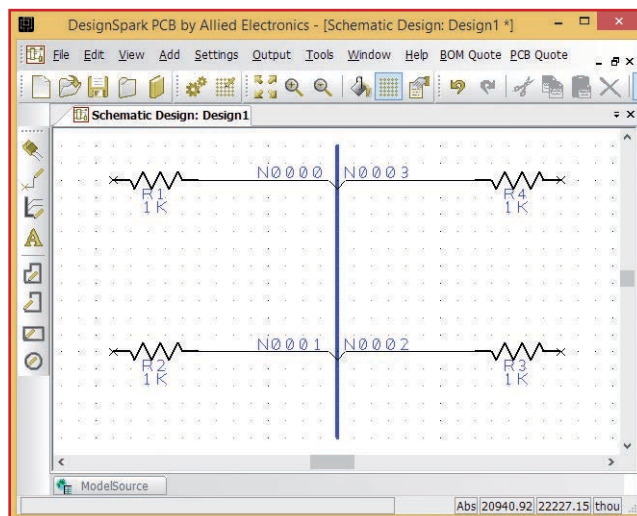 DesignSpark PCB by Allied Electronics - [Schematic Design: Design1 *]
File Edit View Add Settings Output Tools Window Help BOM Quote PCB Quote
Schematic Design: Design1
N0000 N0003
R1 R4
1K 1K
N0001 N0002
R2 R3
1K 1K
ModelSource
Abs 20940.92 22227.15 thou